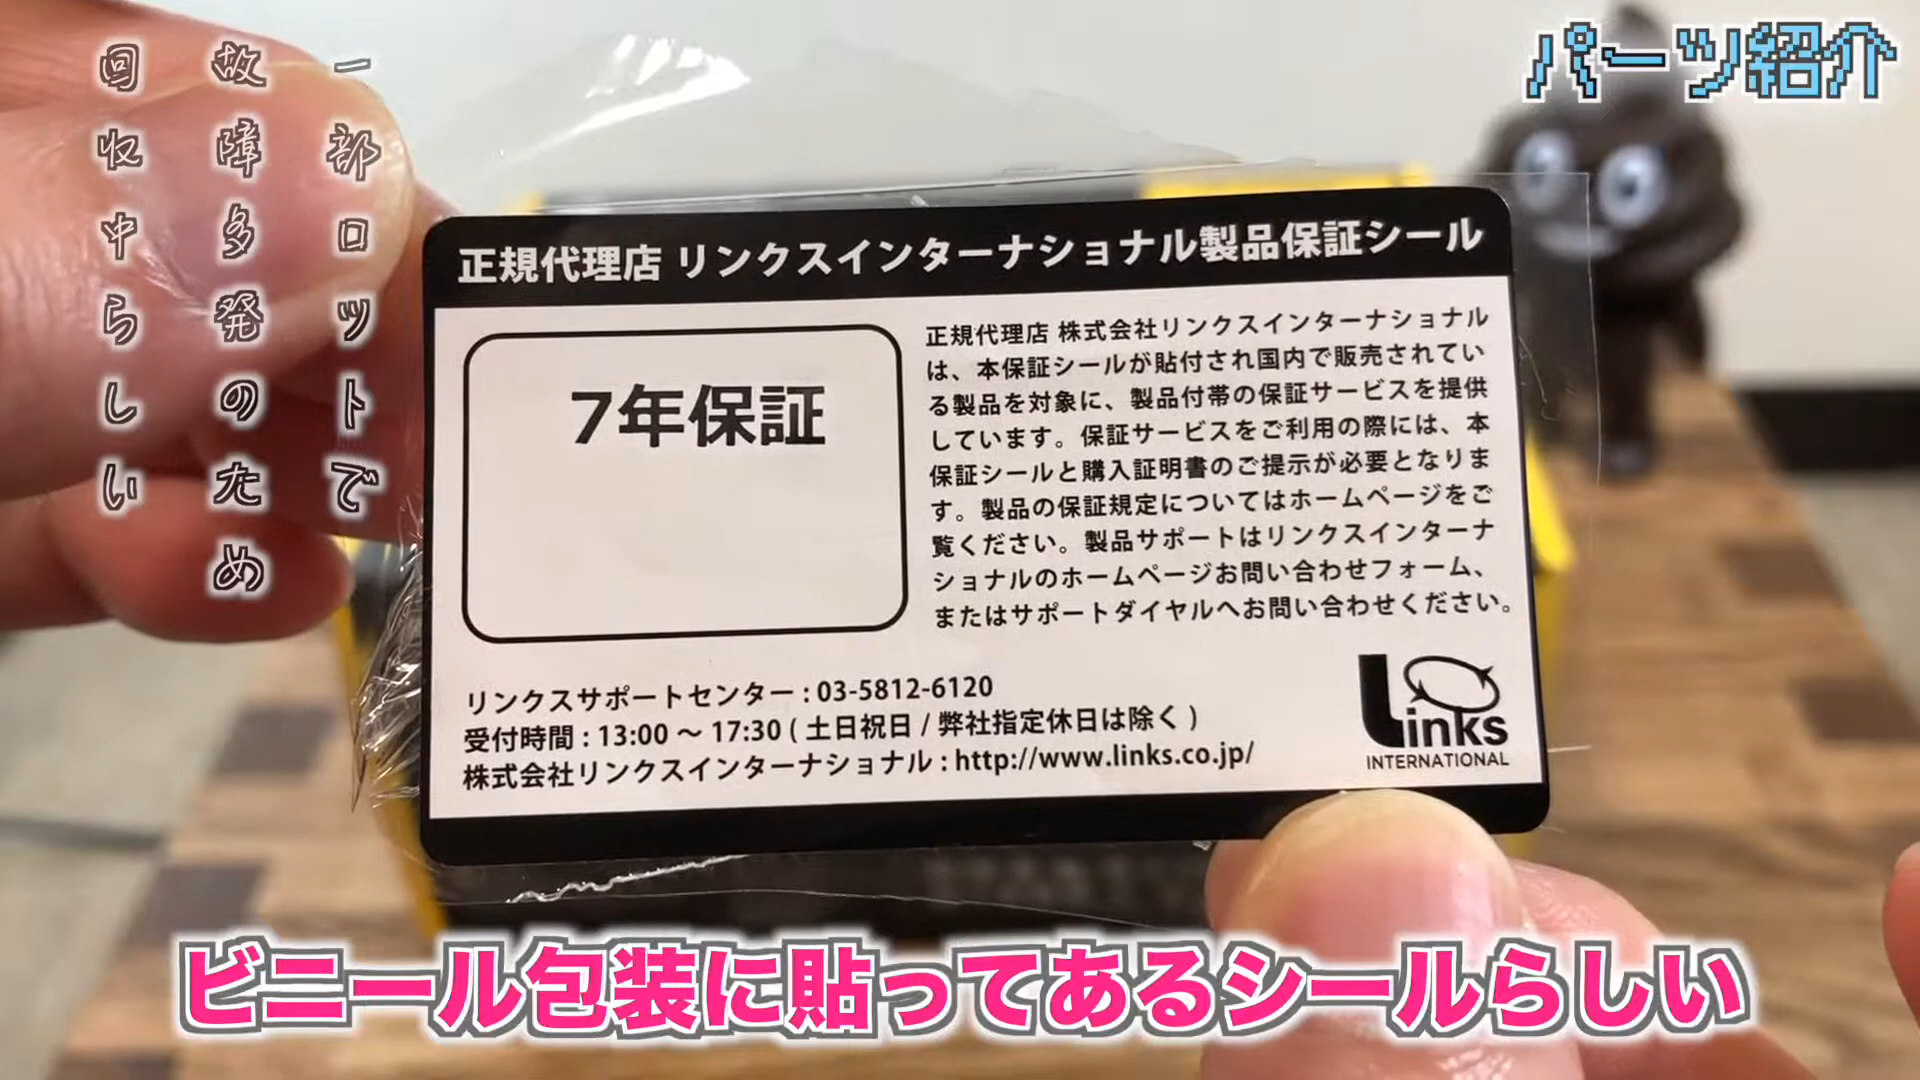 パーツ紹介
一部ロットで
故障多発のため
回収中らしい
正規代理店 リンクスインターナショナル製品保証シール
7年保証
正規代理店 株式会社リンクスインターナショナル
は、本保証シールが貼付され国内で販売されてい
る製品を対象に、製品付帯の保証サービスを提供
しています。保証サービスをご利用の際には、本
保証シールと購入証明書のご提示が必要となりま
す。製品の保証規定についてはホームページをご
覧ください。製品サポートはリンクスインターナ
ショナルのホームページお問い合わせフォーム、
またはサポートダイヤルへお問い合わせください。
リンクスサポートセンター : 03-5812-6120
受付時間 : 13:00 ～ 17:30 ( 土日祝日 / 弊社指定休日は除く )
株式会社リンクスインターナショナル : http://www.links.co.jp/
Links
INTERNATIONAL
ビニール包装に貼ってあるシールらしい